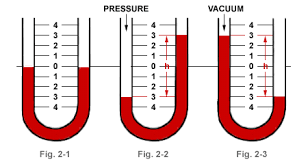 PRESSURE VACUUM
4 4 4
3 3 3
2 2 2
1 1 h 1 h
0 0 0
1 1 1
2 2 2
3 3 3
4 4 4
Fig. 2-1 Fig. 2-2 Fig. 2-3